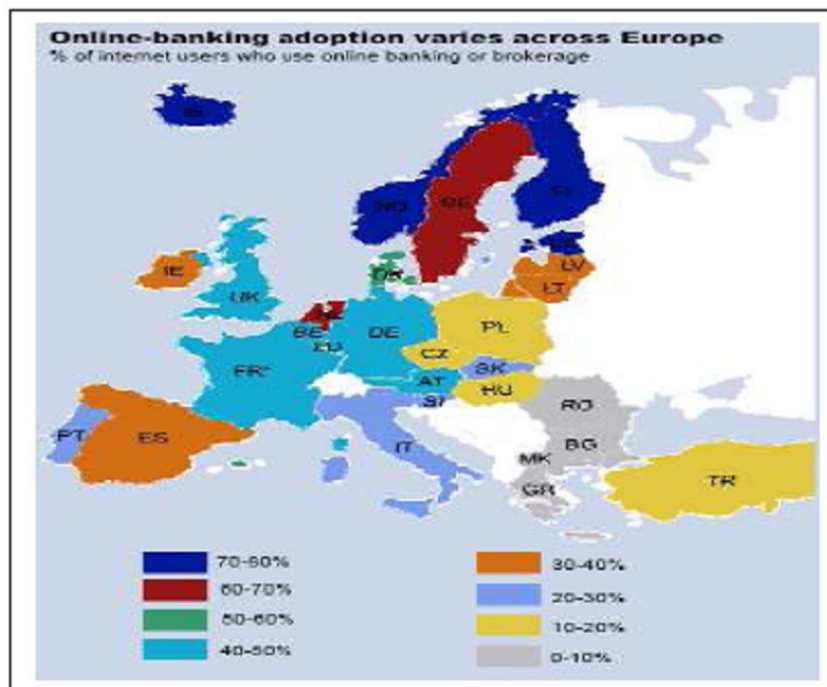 Online-banking adoption varies across Europe
% of internet users who use online banking or brokerage
NO
SE
FI
IE
UK
DK
LV
LT
BE
DE
PL
CZ
SK
FR*
AT
HU
SI
RO
PT
ES
IT
BG
MK
GR
TR
70-80%
60-70%
50-60%
40-50%
30-40%
20-30%
10-20%
0-10%